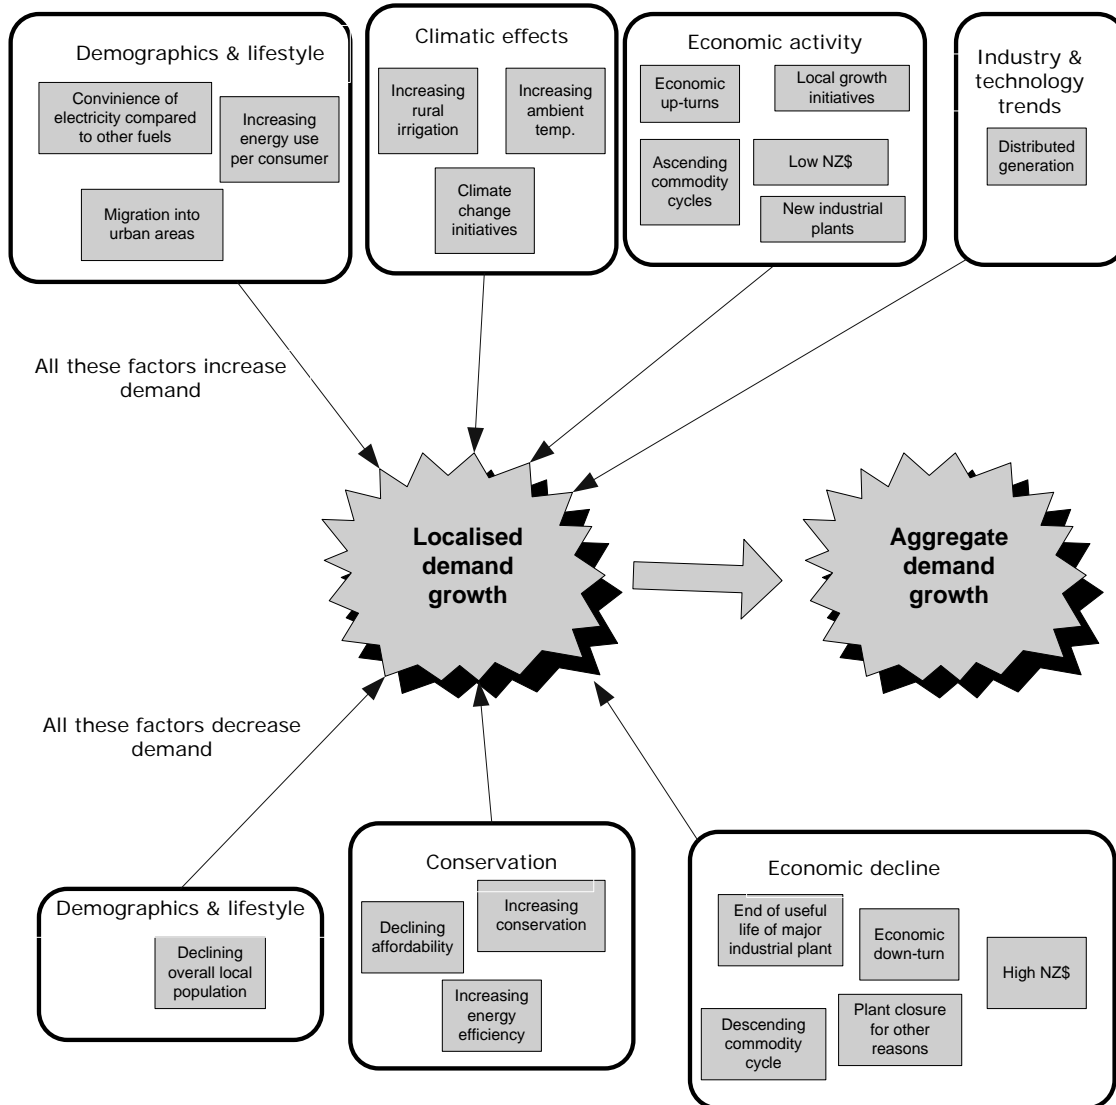 Demographics & lifestyle
Convinience of
electricity compared
to other fuels
Increasing
energy use
per consumer
Migration into
urban areas
Climatic effects
Increasing
rural
irrigation
Increasing
ambient
temp.
Climate
change
initiatives
Economic activity
Economic
up-turns
Local growth
initiatives
Ascending
commodity
cycles
Low NZ$
New industrial
plants
Industry &
technology
trends
Distributed
generation
All these factors increase
demand
Localised
demand
growth
Aggregate
demand
growth
All these factors decrease
demand
Demographics & lifestyle
Declining
overall local
population
Conservation
Declining
affordability
Increasing
conservation
Increasing
energy
efficiency
Economic decline
End of useful
life of major
industrial plant
Economic
down-turn
High NZ$
Descending
commodity
cycle
Plant closure
for other
reasons